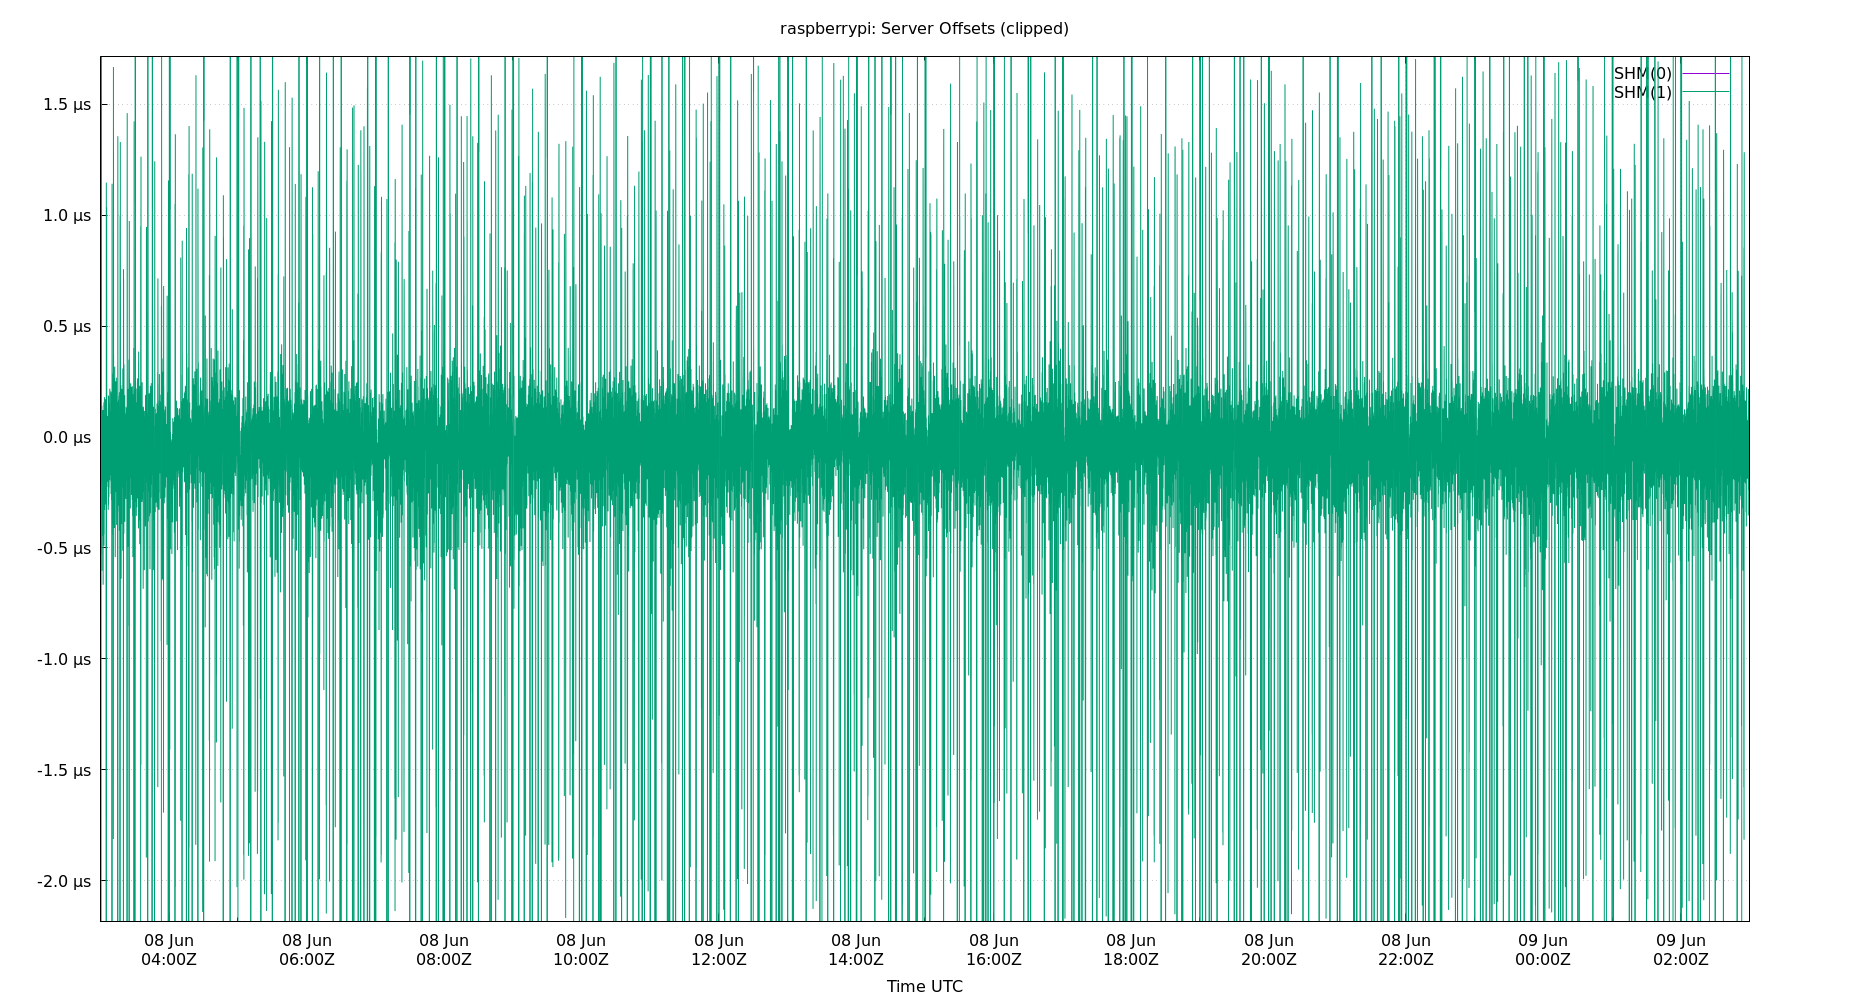 raspberrypi: Server Offsets (clipped)
SHM(0)
SHM(1)
1.5 µs
1.0 µs
0.5 µs
0.0 µs
-0.5 µs
-1.0 µs
-1.5 µs
-2.0 µs
08 Jun 08 Jun 08 Jun 08 Jun 08 Jun 08 Jun 08 Jun 08 Jun 08 Jun 08 Jun 09 Jun 09 Jun
04:00Z 06:00Z 08:00Z 10:00Z 12:00Z 14:00Z 16:00Z 18:00Z 20:00Z 22:00Z 00:00Z 02:00Z
Time UTC